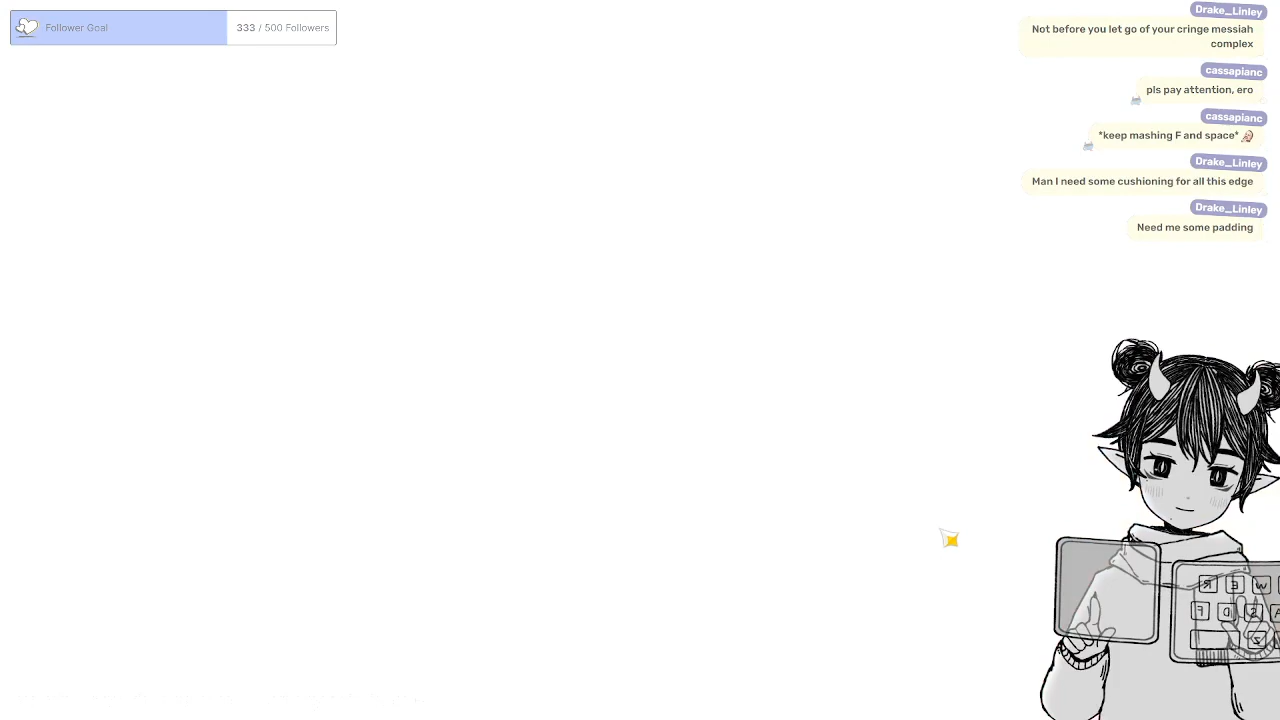 Follower Goal
333 / 500 Followers
Drake_Linley
Not before you let go of your cringe messiah
complex
cassapianc
pls pay attention, ero
cassapianc
*keep mashing F and space*
Drake_Linley
Man I need some cushioning for all this edge
Drake_Linley
Need me some padding
R E W
F D S A
Z